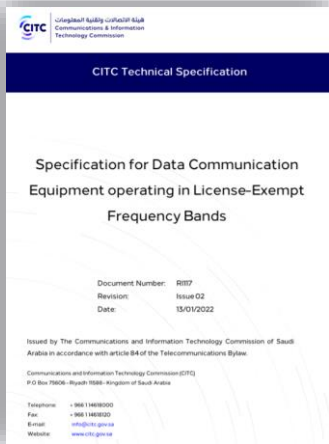 هيئة الاتصالات وتقنية المعلومات
CITC
Communications & Information
Technology Commission
CITC Technical Specification
Specification for Data Communication
Equipment operating in License-Exempt
Frequency Bands
Document Number: RI117
Revision: Issue 02
Date: 13/01/2022
Issued by The Communications and Information Technology Commission of Saudi
Arabia in accordance with article 84 of the Telecommunications Bylaw.
Communications and Information Technology Commission (CITC)
P.O Box 75606– Riyadh 11588– Kingdom of Saudi Arabia
Telephone: + 966 114618000
Fax: + 966 114618120
E-mail: info@citc.gov.sa
Website: www.citc.gov.sa